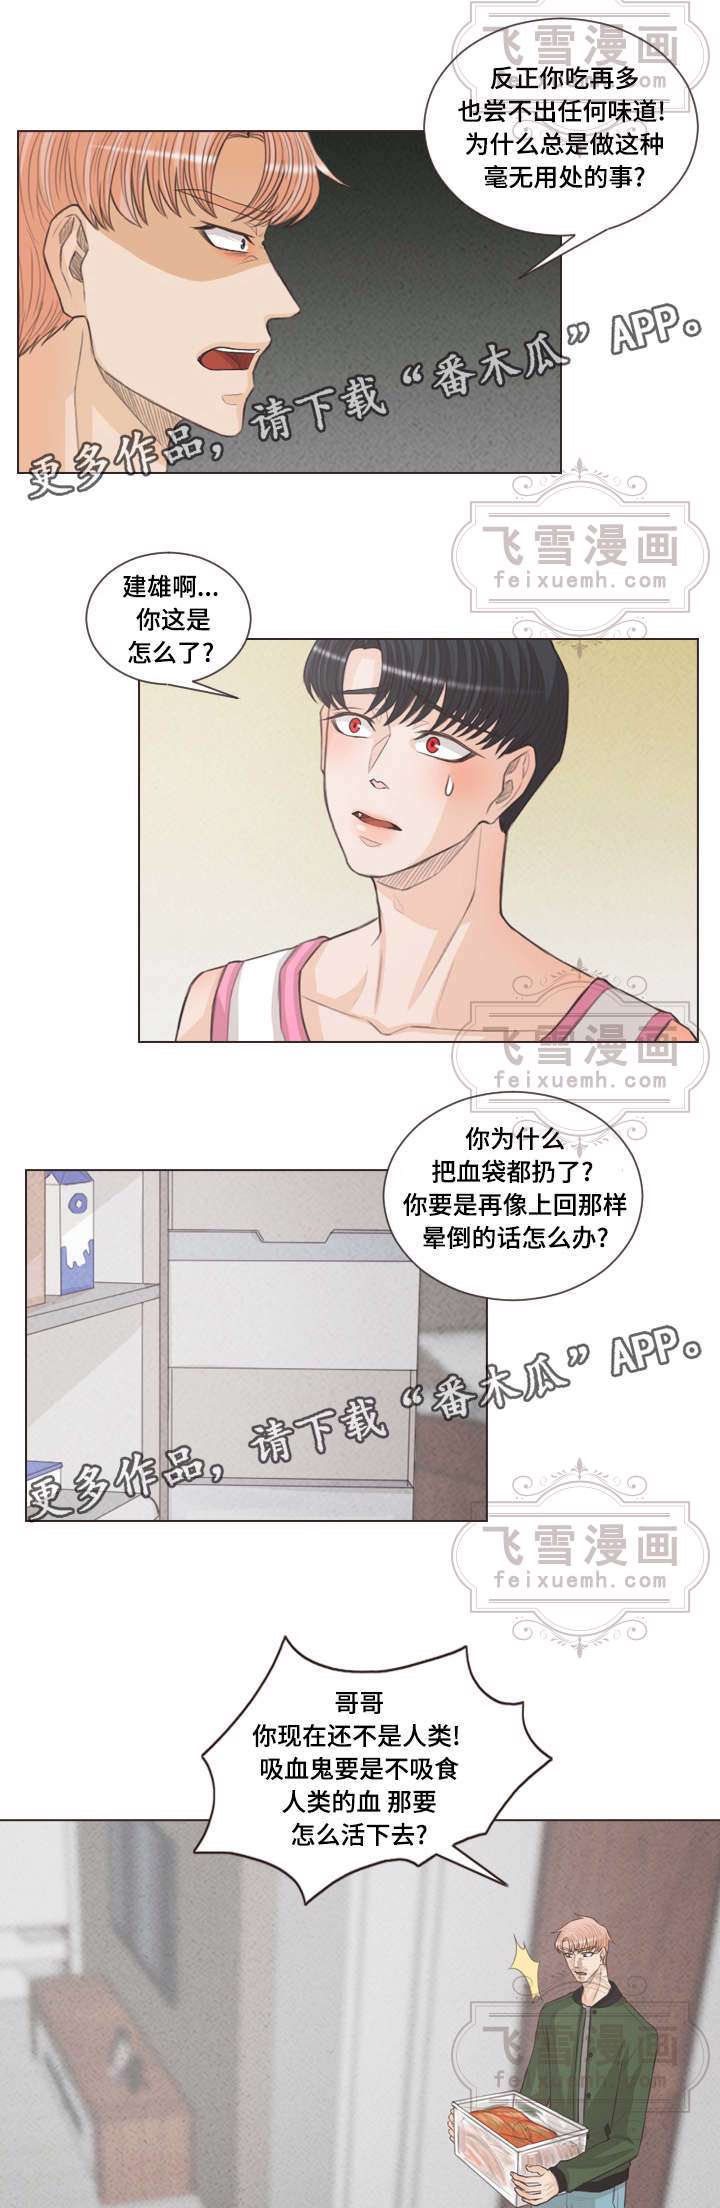 飞雪漫画
反正你吃再多
也尝不出任何味道!
为什么总是做这种
毫无用处的事?
更多作品，请下载“番木瓜”APP。
飞雪漫画
feixuemh.com
建雄啊...
你这是
怎么了?
飞雪漫画
feixuemh.com
你为什么
把血袋都扔了?
你要是再像上回那样
晕倒的话怎么办?
更多作品，请下载“番木瓜”APP。
飞雪漫画
feixuemh.com
哥哥
你现在还不是人类!
吸血鬼要是不吸食
人类的血 那要
怎么活下去?
飞雪漫画
feixuemh.com